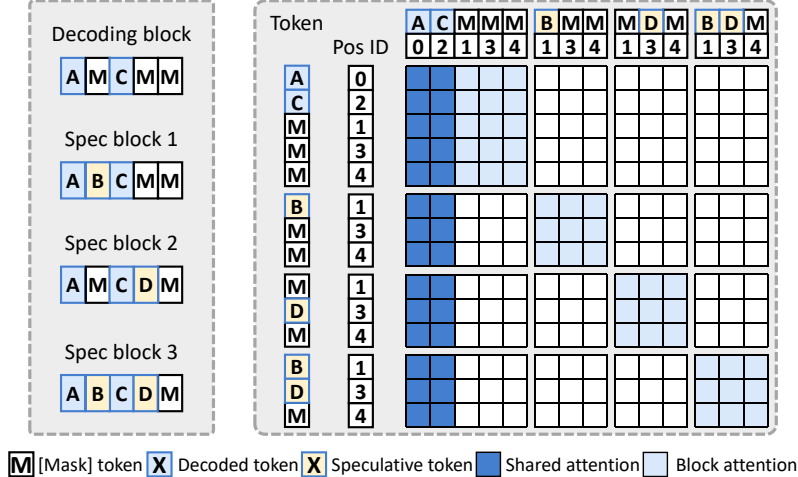 Decoding block
A M C M M
Spec block 1
A B C M M
Spec block 2
A M C D M
Spec block 3
A B C D M
Token A C M M M B M M M D M B D M
Pos ID 0 2 1 3 4 1 3 4 1 3 4 1 3 4
A 0
C 2
M 1
M 3
M 4
B 1
M 3
M 4
M 1
D 3
M 4
B 1
D 3
M 4
M [Mask] token X Decoded token X Speculative token Shared attention Block attention